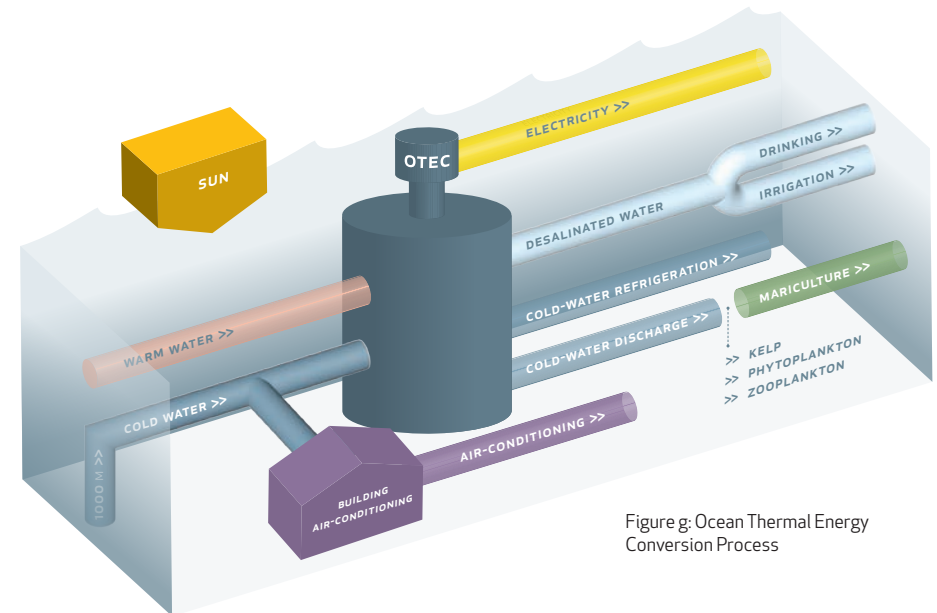 ELECTRICITY >>
OTEC
DRINKING >>
SUN
IRRIGATION >>
DESALINATED WATER
COLD-WATER REFRIGERATION >>
MARICULTURE >>
WARM WATER >>
COLD-WATER DISCHARGE >>
>> KELP
>> PHYTOPLANKTON
>> ZOOPLANKTON
COLD WATER >>
1000 M >>
AIR-CONDITIONING >>
BUILDING
AIR-CONDITIONING
Figure g: Ocean Thermal Energy
Conversion Process